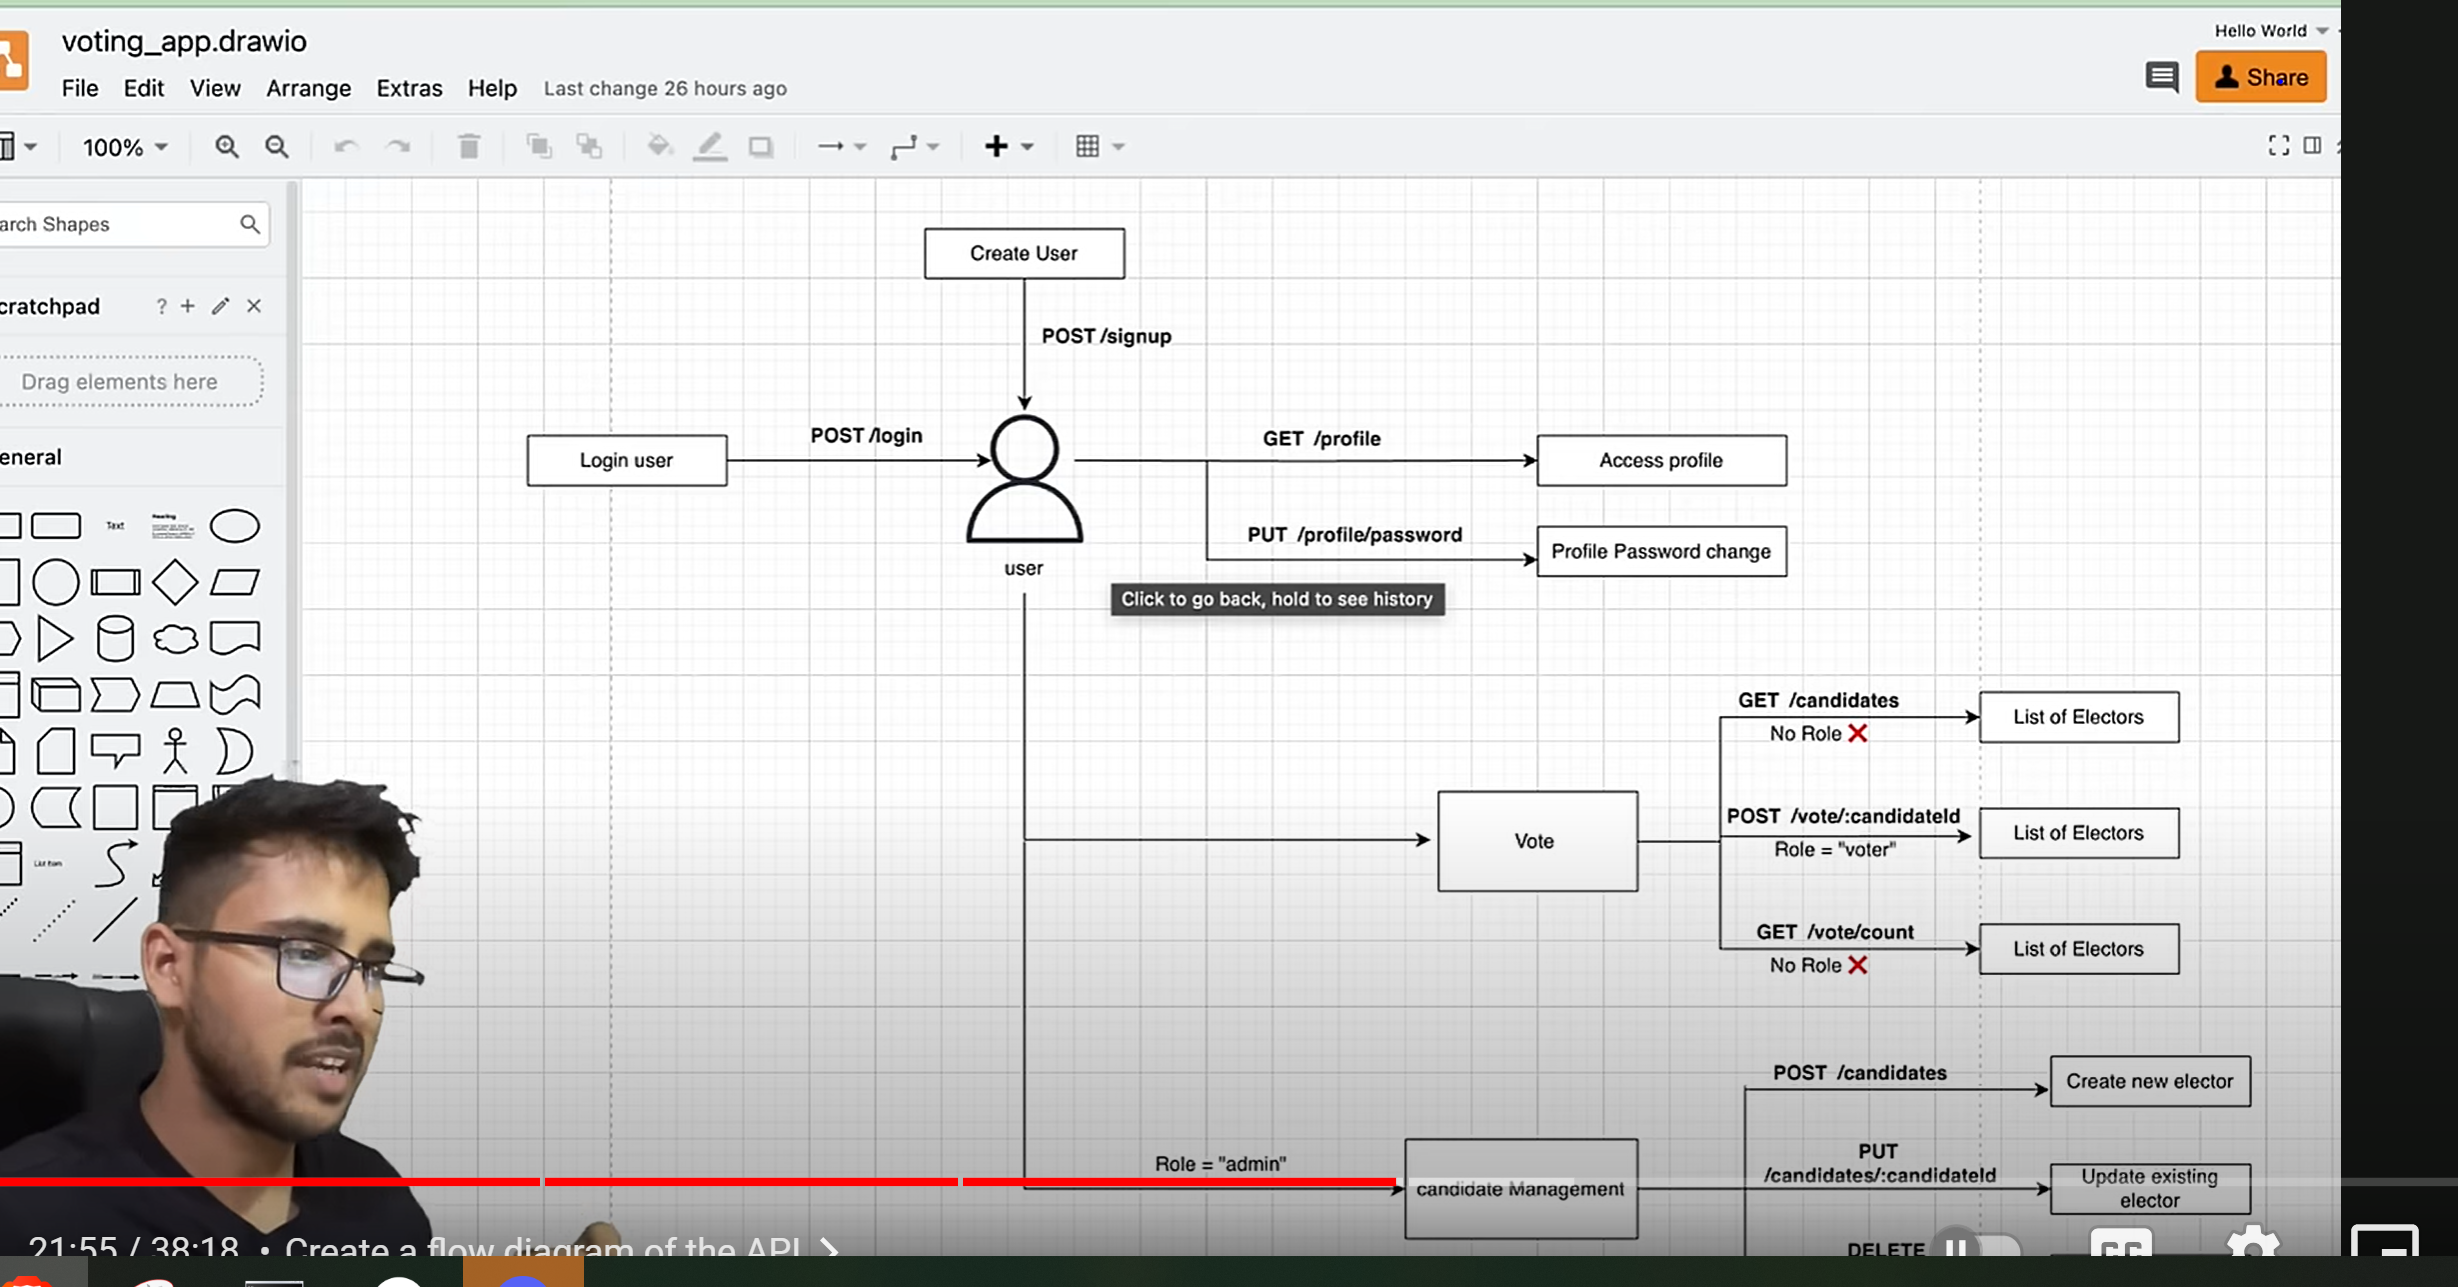 voting_app.drawio
Hello World
File Edit View Arrange Extras Help Last change 26 hours ago
Share
100%
arch Shapes
cratchpad
?
Drag elements here
eneral
Text
Heading
List Item
Create User
POST /signup
Login user
POST /login
GET /profile
Access profile
PUT /profile/password
Profile Password change
user
Click to go back, hold to see history
GET /candidates
No Role ❌
List of Electors
Vote
POST /vote/:candidateId
Role = "voter"
List of Electors
GET /vote/count
No Role ❌
List of Electors
POST /candidates
Create new elector
Role = "admin"
candidate Management
PUT
/candidates/:candidateId
Update existing
elector
DELETE
21:55 / 38:18 • Create a flow diagram of the API
CC